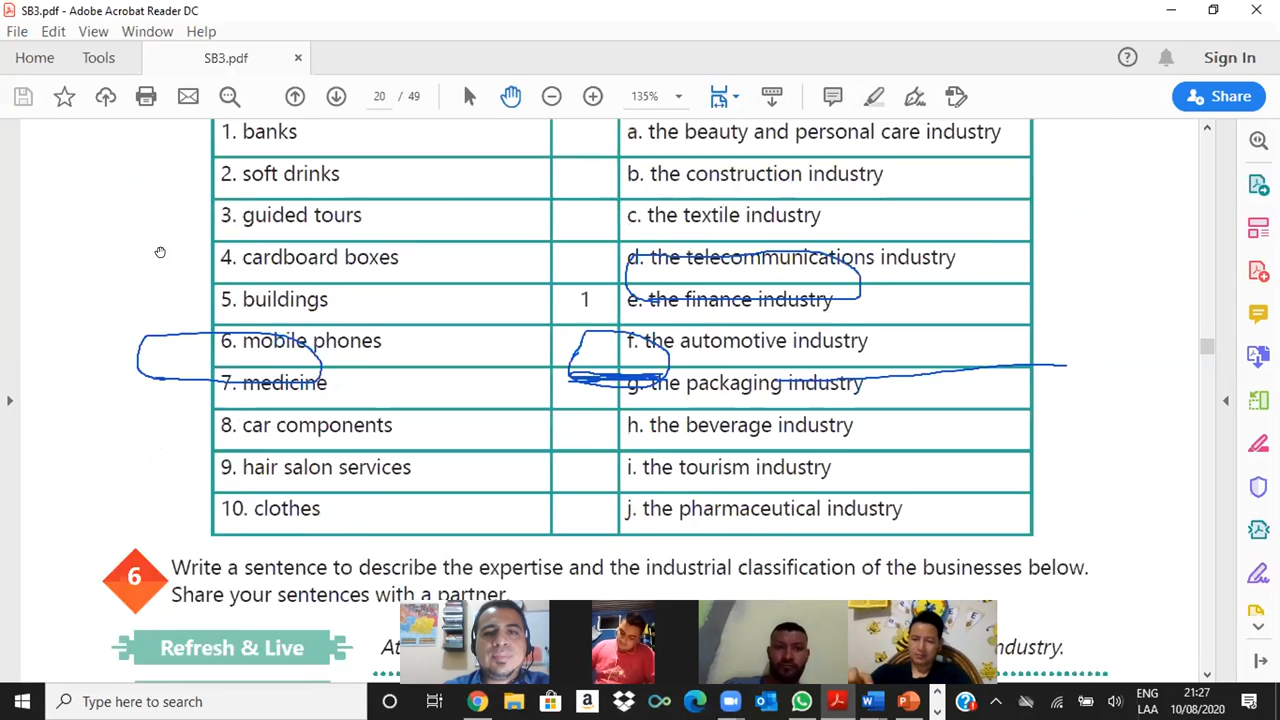 SB3.pdf - Adobe Acrobat Reader DC
File Edit View Window Help
Home Tools SB3.pdf × ? Sign In
20 / 49 135% Share
1. banks a. the beauty and personal care industry
2. soft drinks b. the construction industry
3. guided tours c. the textile industry
4. cardboard boxes d. the telecommunications industry
5. buildings 1 e. the finance industry
6. mobile phones f. the automotive industry
7. medicine g. the packaging industry
8. car components h. the beverage industry
9. hair salon services i. the tourism industry
10. clothes j. the pharmaceutical industry
6 Write a sentence to describe the expertise and the industrial classification of the businesses below.
Share your sentences with a partner.
Refresh & Live At ndustry.
Type here to search ENG 21:27
LAA 10/08/2020